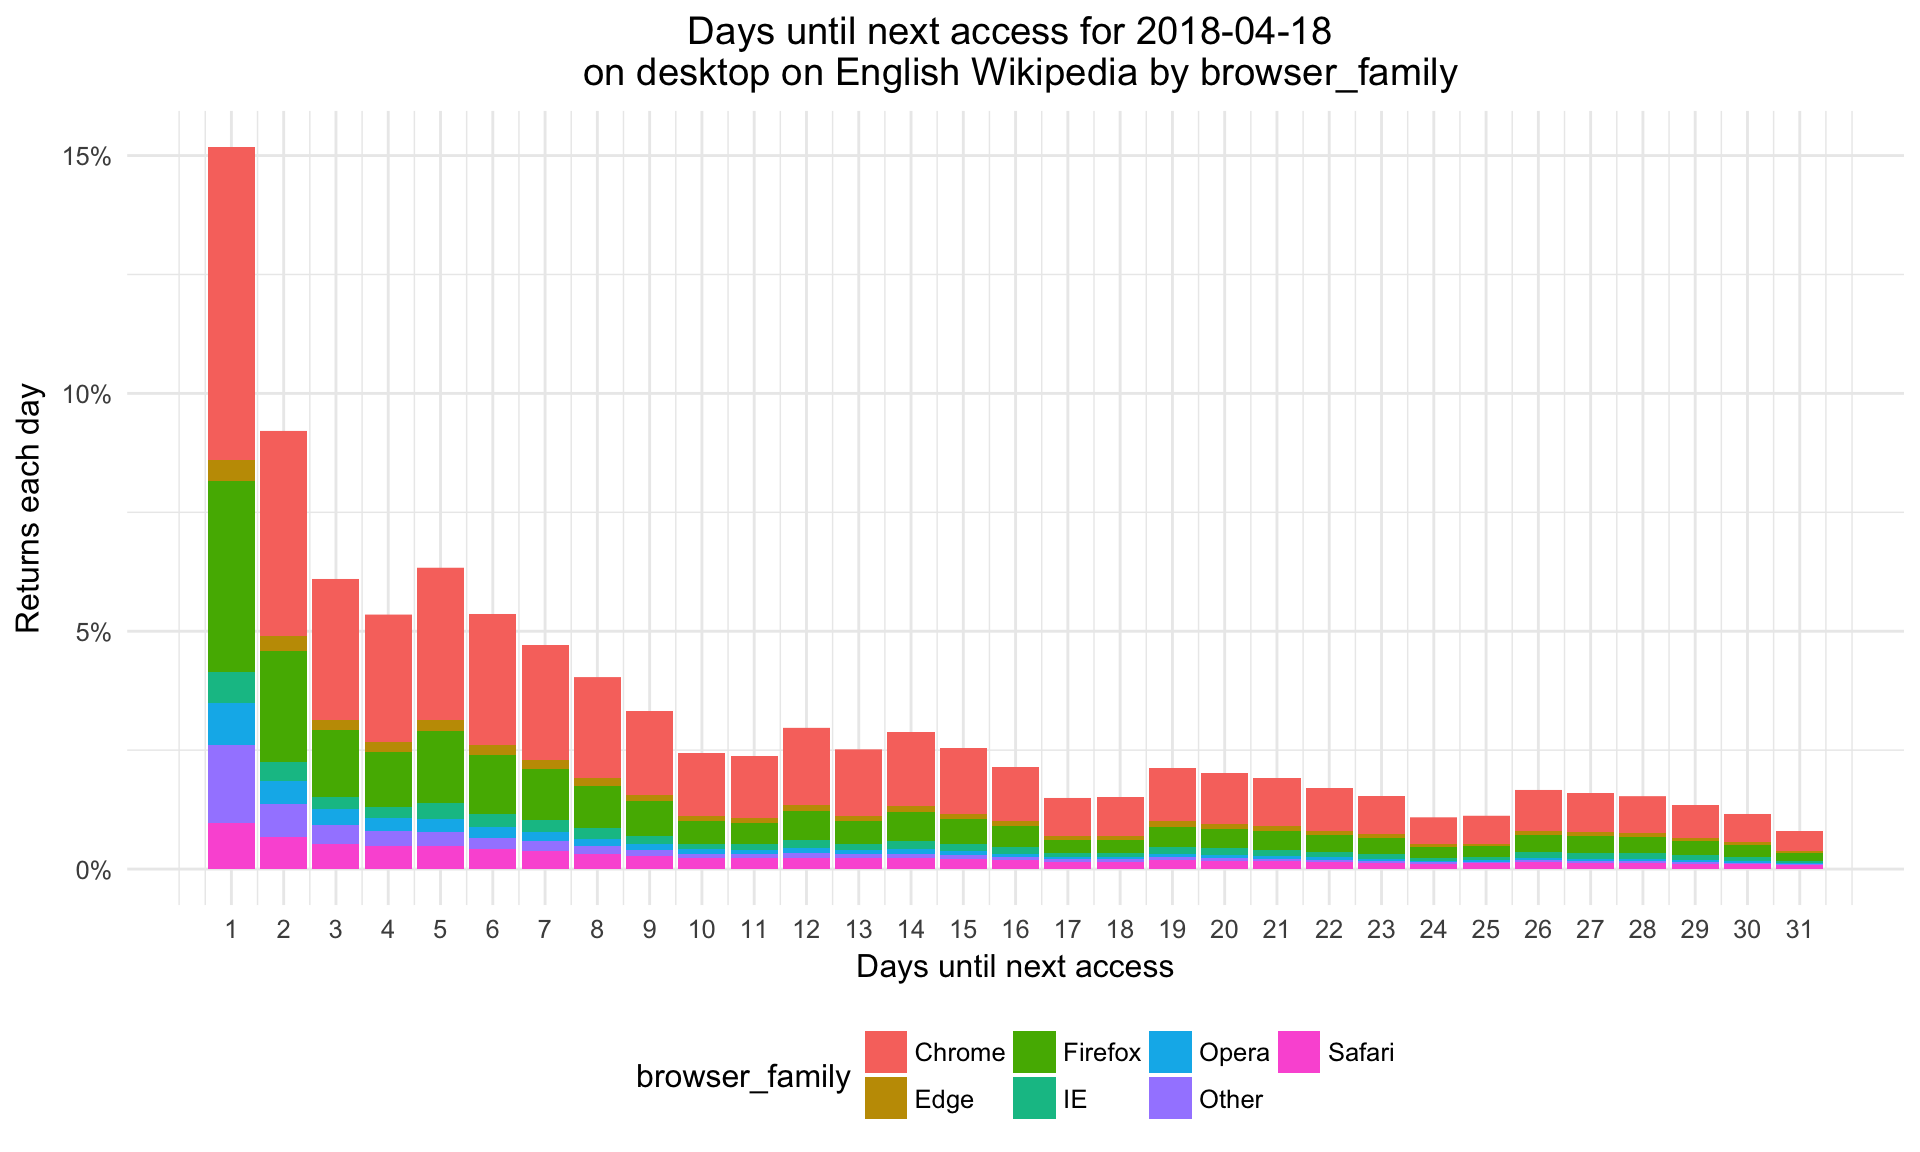 Days until next access for 2018-04-18
on desktop on English Wikipedia by browser_family
Returns each day
15%
10%
5%
0%
1 2 3 4 5 6 7 8 9 10 11 12 13 14 15 16 17 18 19 20 21 22 23 24 25 26 27 28 29 30 31
Days until next access
browser_family
Chrome Firefox Opera Safari
Edge IE Other